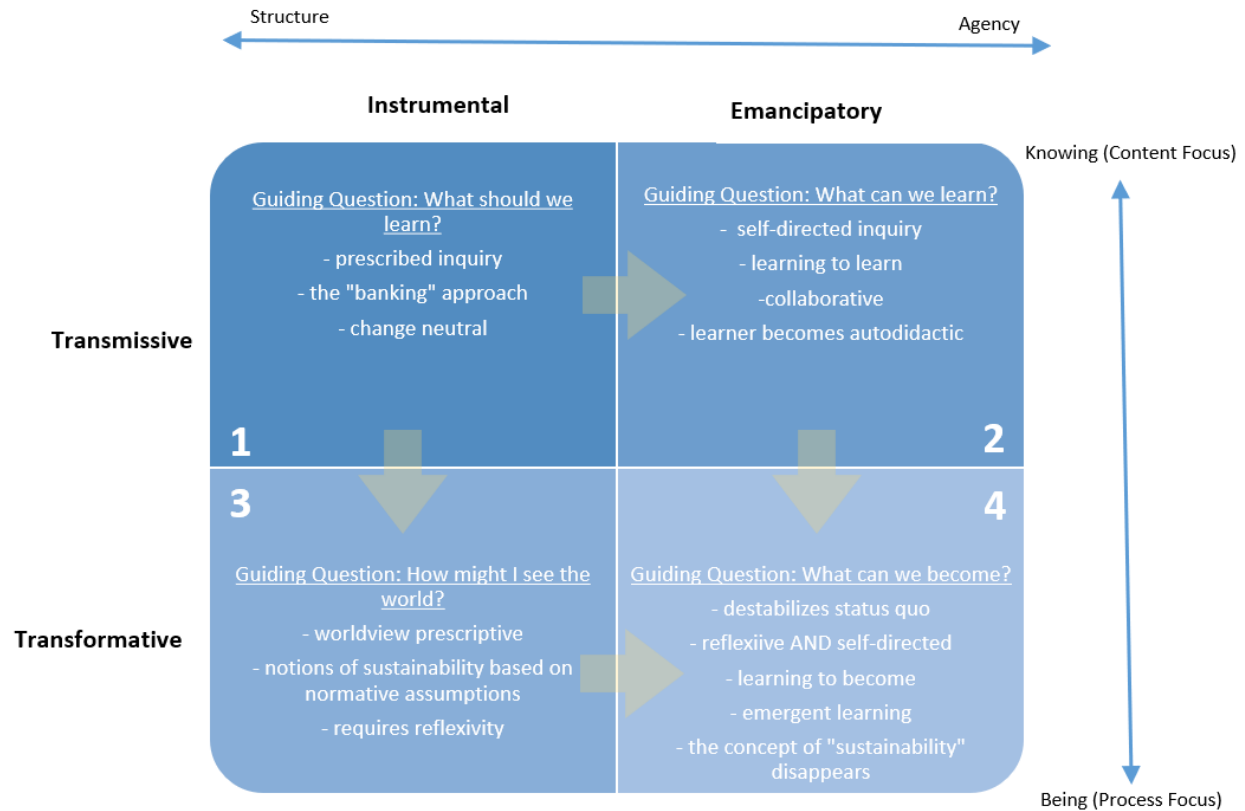 Structure
Agency
Instrumental
Emancipatory
Knowing (Content Focus)
Transmissive
Guiding Question: What should we
learn?
- prescribed inquiry
- the "banking" approach
- change neutral
1
Guiding Question: What can we learn?
- self-directed inquiry
- learning to learn
-collaborative
- learner becomes autodidactic
2
Transformative
3
Guiding Question: How might I see the
world?
- worldview prescriptive
- notions of sustainability based on
normative assumptions
- requires reflexivity
4
Guiding Question: What can we become?
- destabilizes status quo
- reflexiive AND self-directed
- learning to become
- emergent learning
- the concept of "sustainability"
disappears
Being (Process Focus)